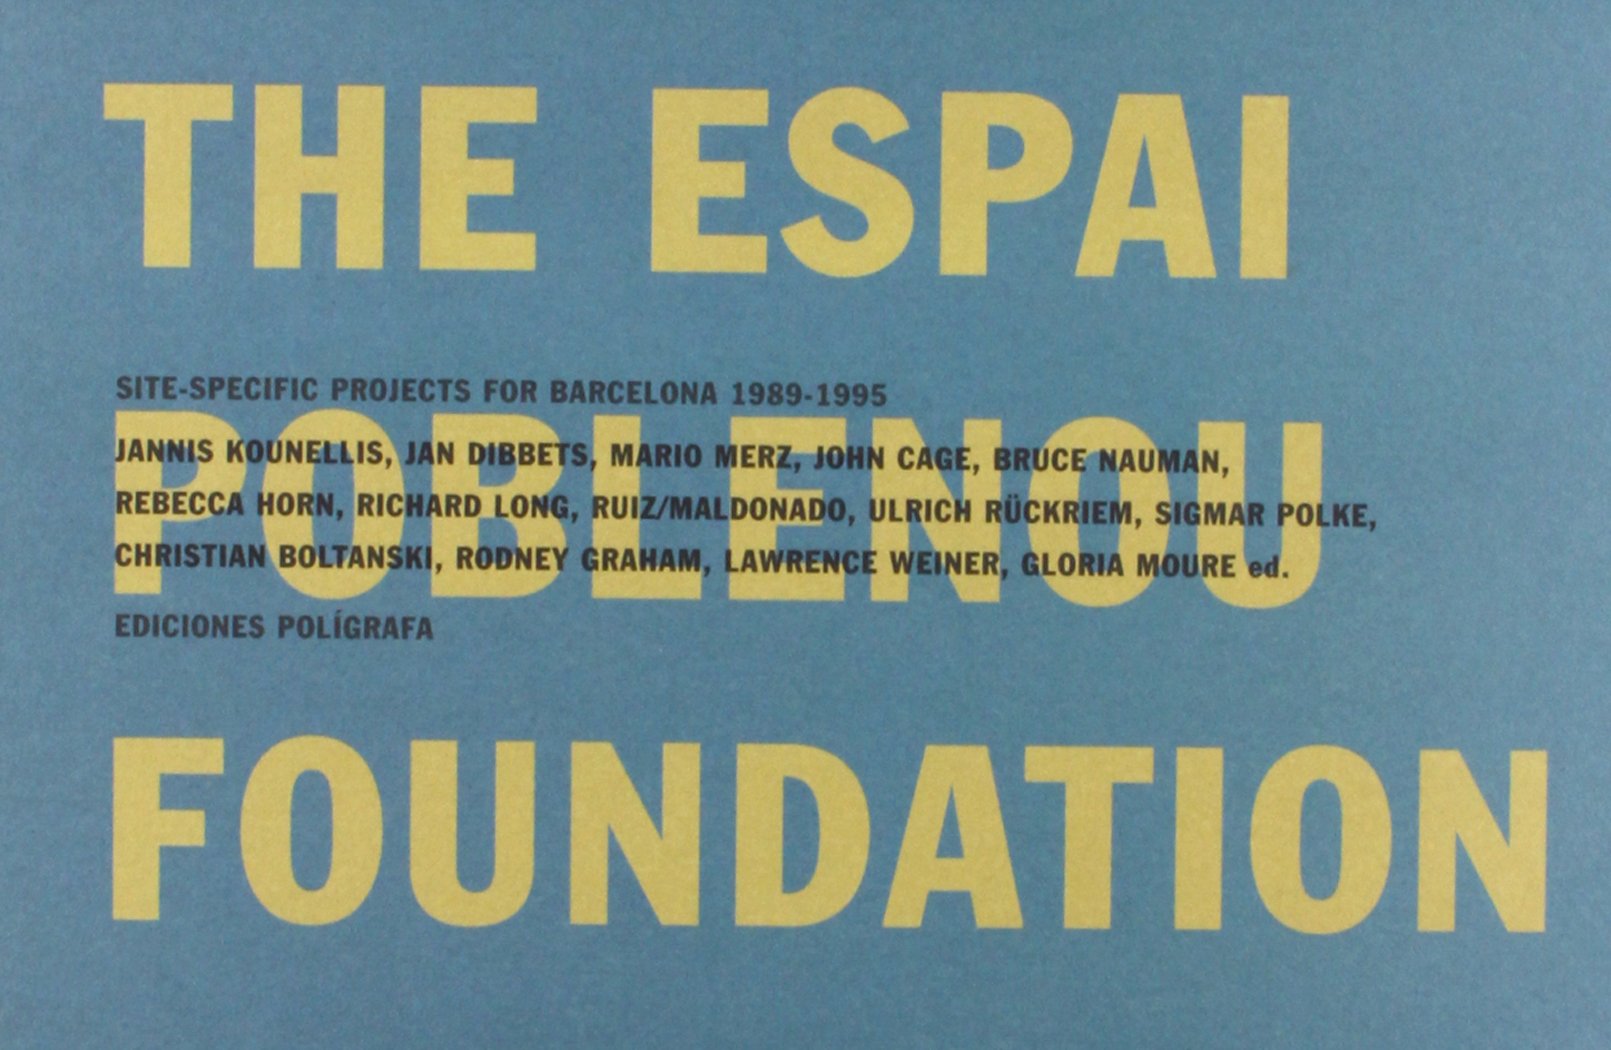 THE ESPAI
SITE-SPECIFIC PROJECTS FOR BARCELONA 1989-1995
POBLENOU
JANNIS KOUNELLIS, JAN DIBBETS, MARIO MERZ, JOHN CAGE, BRUCE NAUMAN,
REBECCA HORN, RICHARD LONG, RUIZ/MALDONADO, ULRICH RÜCKRIEM, SIGMAR POLKE,
CHRISTIAN BOLTANSKI, RODNEY GRAHAM, LAWRENCE WEINER, GLORIA MOURE ed.
EDICIONES POLÍGRAFA
FOUNDATION